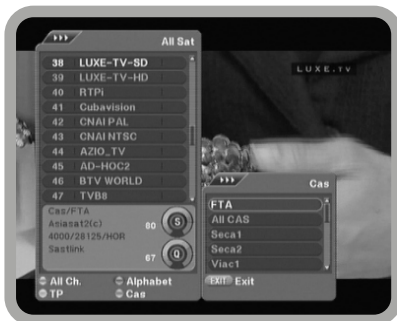 All Sat
38 LUXE-TV-SD
39 LUXE-TV-HD
40 RTPi
41 Cubavision
42 CNAI PAL
43 CNAI NTSC
44 AZIO_TV
45 AD-HOC2
46 BTV WORLD
47 TVB8
Cas/FTA
Asiasat2(c)
4000/28125/HOR
Sastlink
80 S
67 Q
All Ch. Alphabet
TP Cas
LUXE.TV
Cas
FTA
All CAS
Seca1
Seca2
Viac1
EXIT Exit